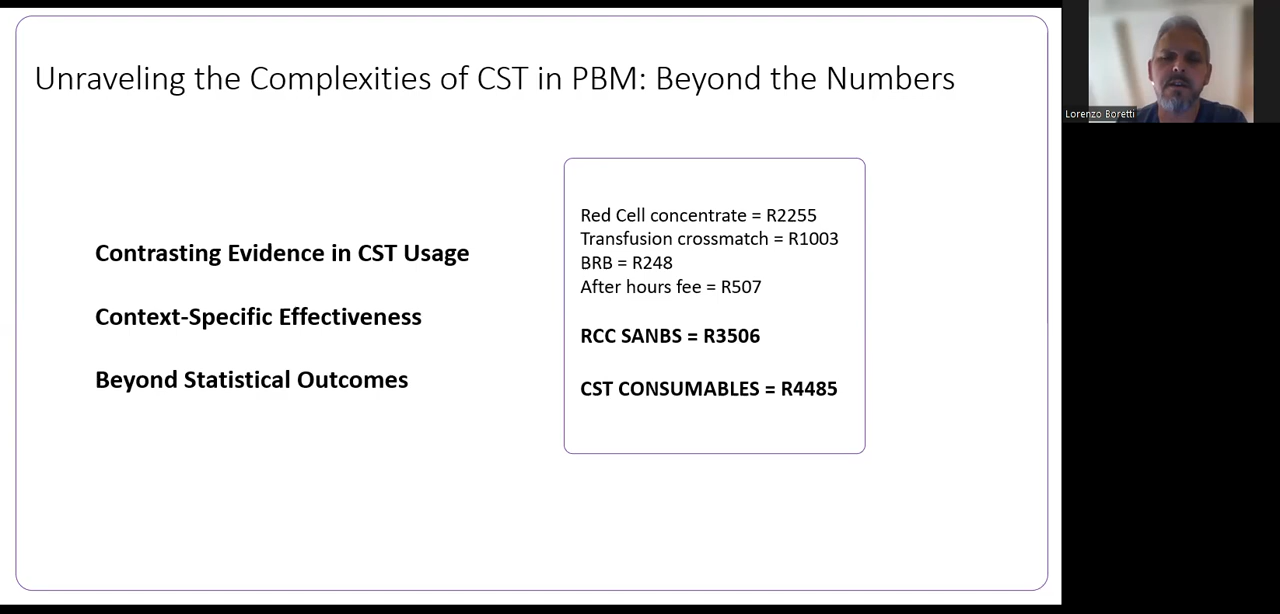 Unraveling the Complexities of CST in PBM: Beyond the Numbers
Contrasting Evidence in CST Usage
Context-Specific Effectiveness
Beyond Statistical Outcomes
Red Cell concentrate = R2255
Transfusion crossmatch = R1003
BRB = R248
After hours fee = R507
RCC SANBS = R3506
CST CONSUMABLES = R4485
Lorenzo Boretti